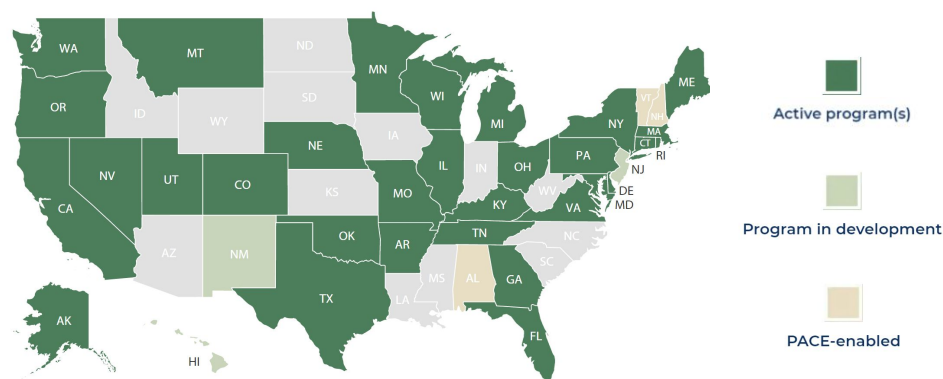 WA
MT
ND
MN
ME
OR
ID
SD
WI
VT
NH
WY
MI
NY
MA
CT
RI
IA
NE
PA
NJ
NV
UT
CO
IL
IN
OH
DE
MD
CA
KS
MO
WV
VA
KY
AZ
NM
OK
AR
TN
NC
SC
TX
LA
MS
AL
GA
AK
HI
FL
Active program(s)
Program in development
PACE-enabled